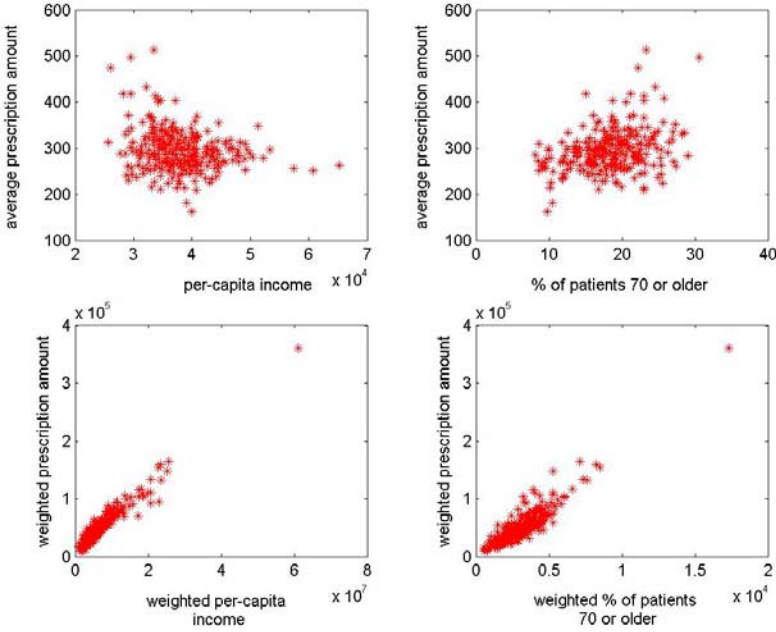 600
500
400
300
200
100
average prescription amount
2 3 4 5 6 7
per-capita income x 10^4
600
500
400
300
200
100
average prescription amount
0 10 20 30 40
% of patients 70 or older
x 10^5
4
3
2
1
0
weighted prescription amount
0 2 4 6 8
weighted per-capita x 10^7
income
x 10^5
4
3
2
1
0
weighted prescription amount
0 0.5 1 1.5 2
weighted % of patients x 10^4
70 or older